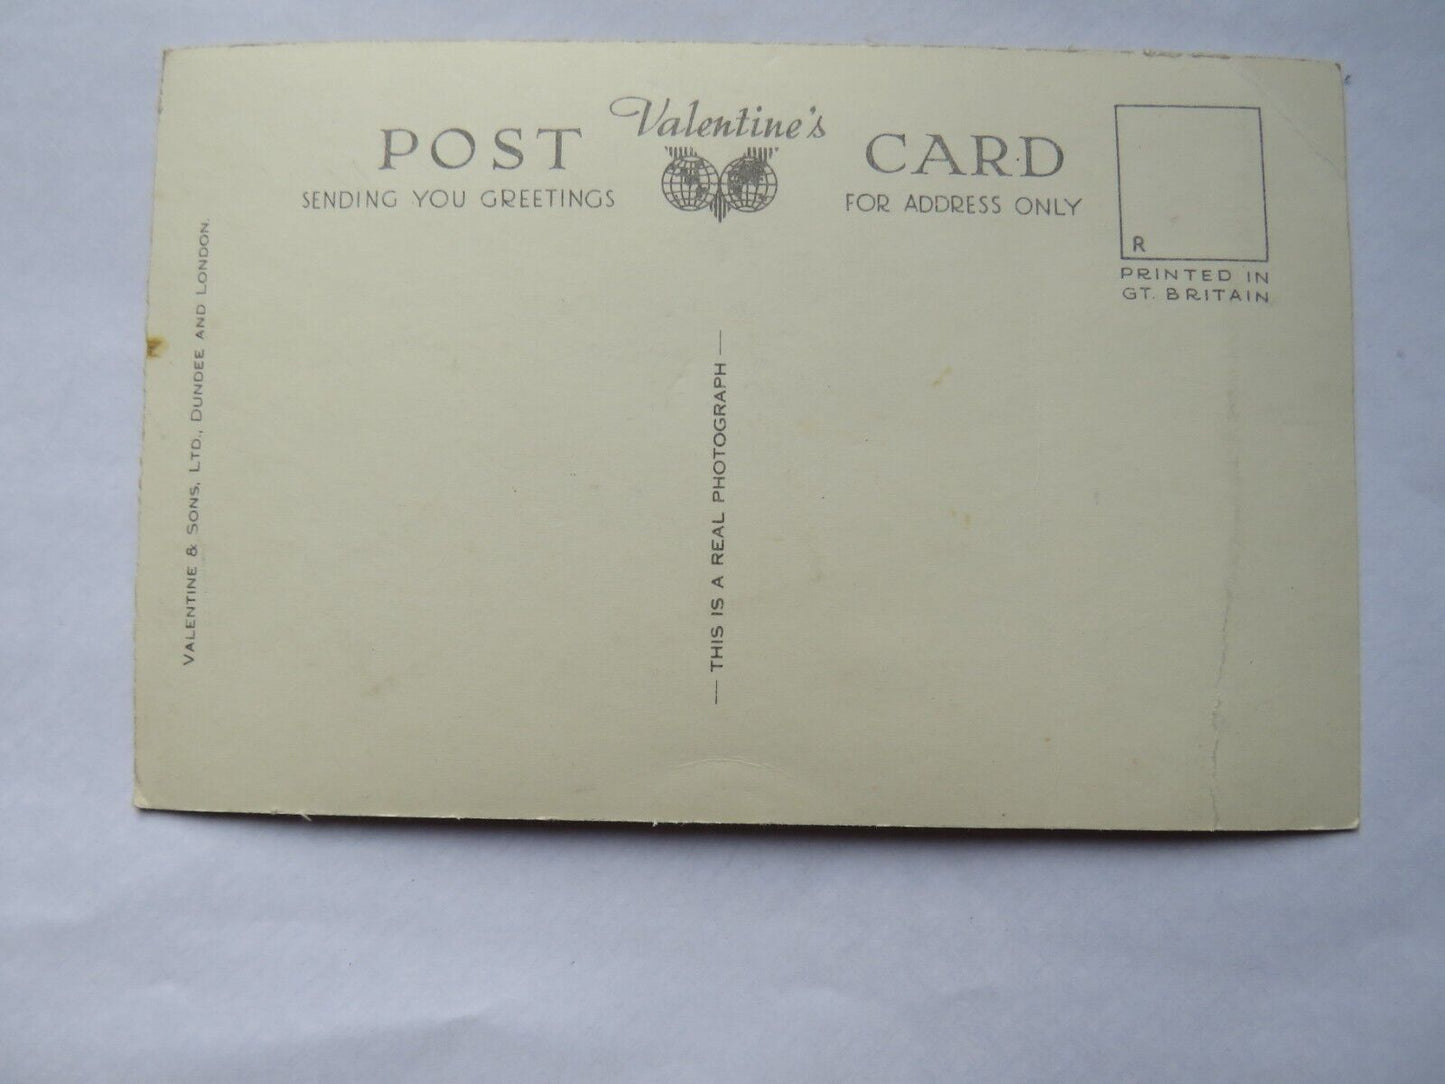 Valentine's
POST CARD
SENDING YOU GREETINGS
FOR ADDRESS ONLY
R
PRINTED IN
GT. BRITAIN
VALENTINE & SONS, LTD., DUNDEE AND LONDON.
THIS IS A REAL PHOTOGRAPH